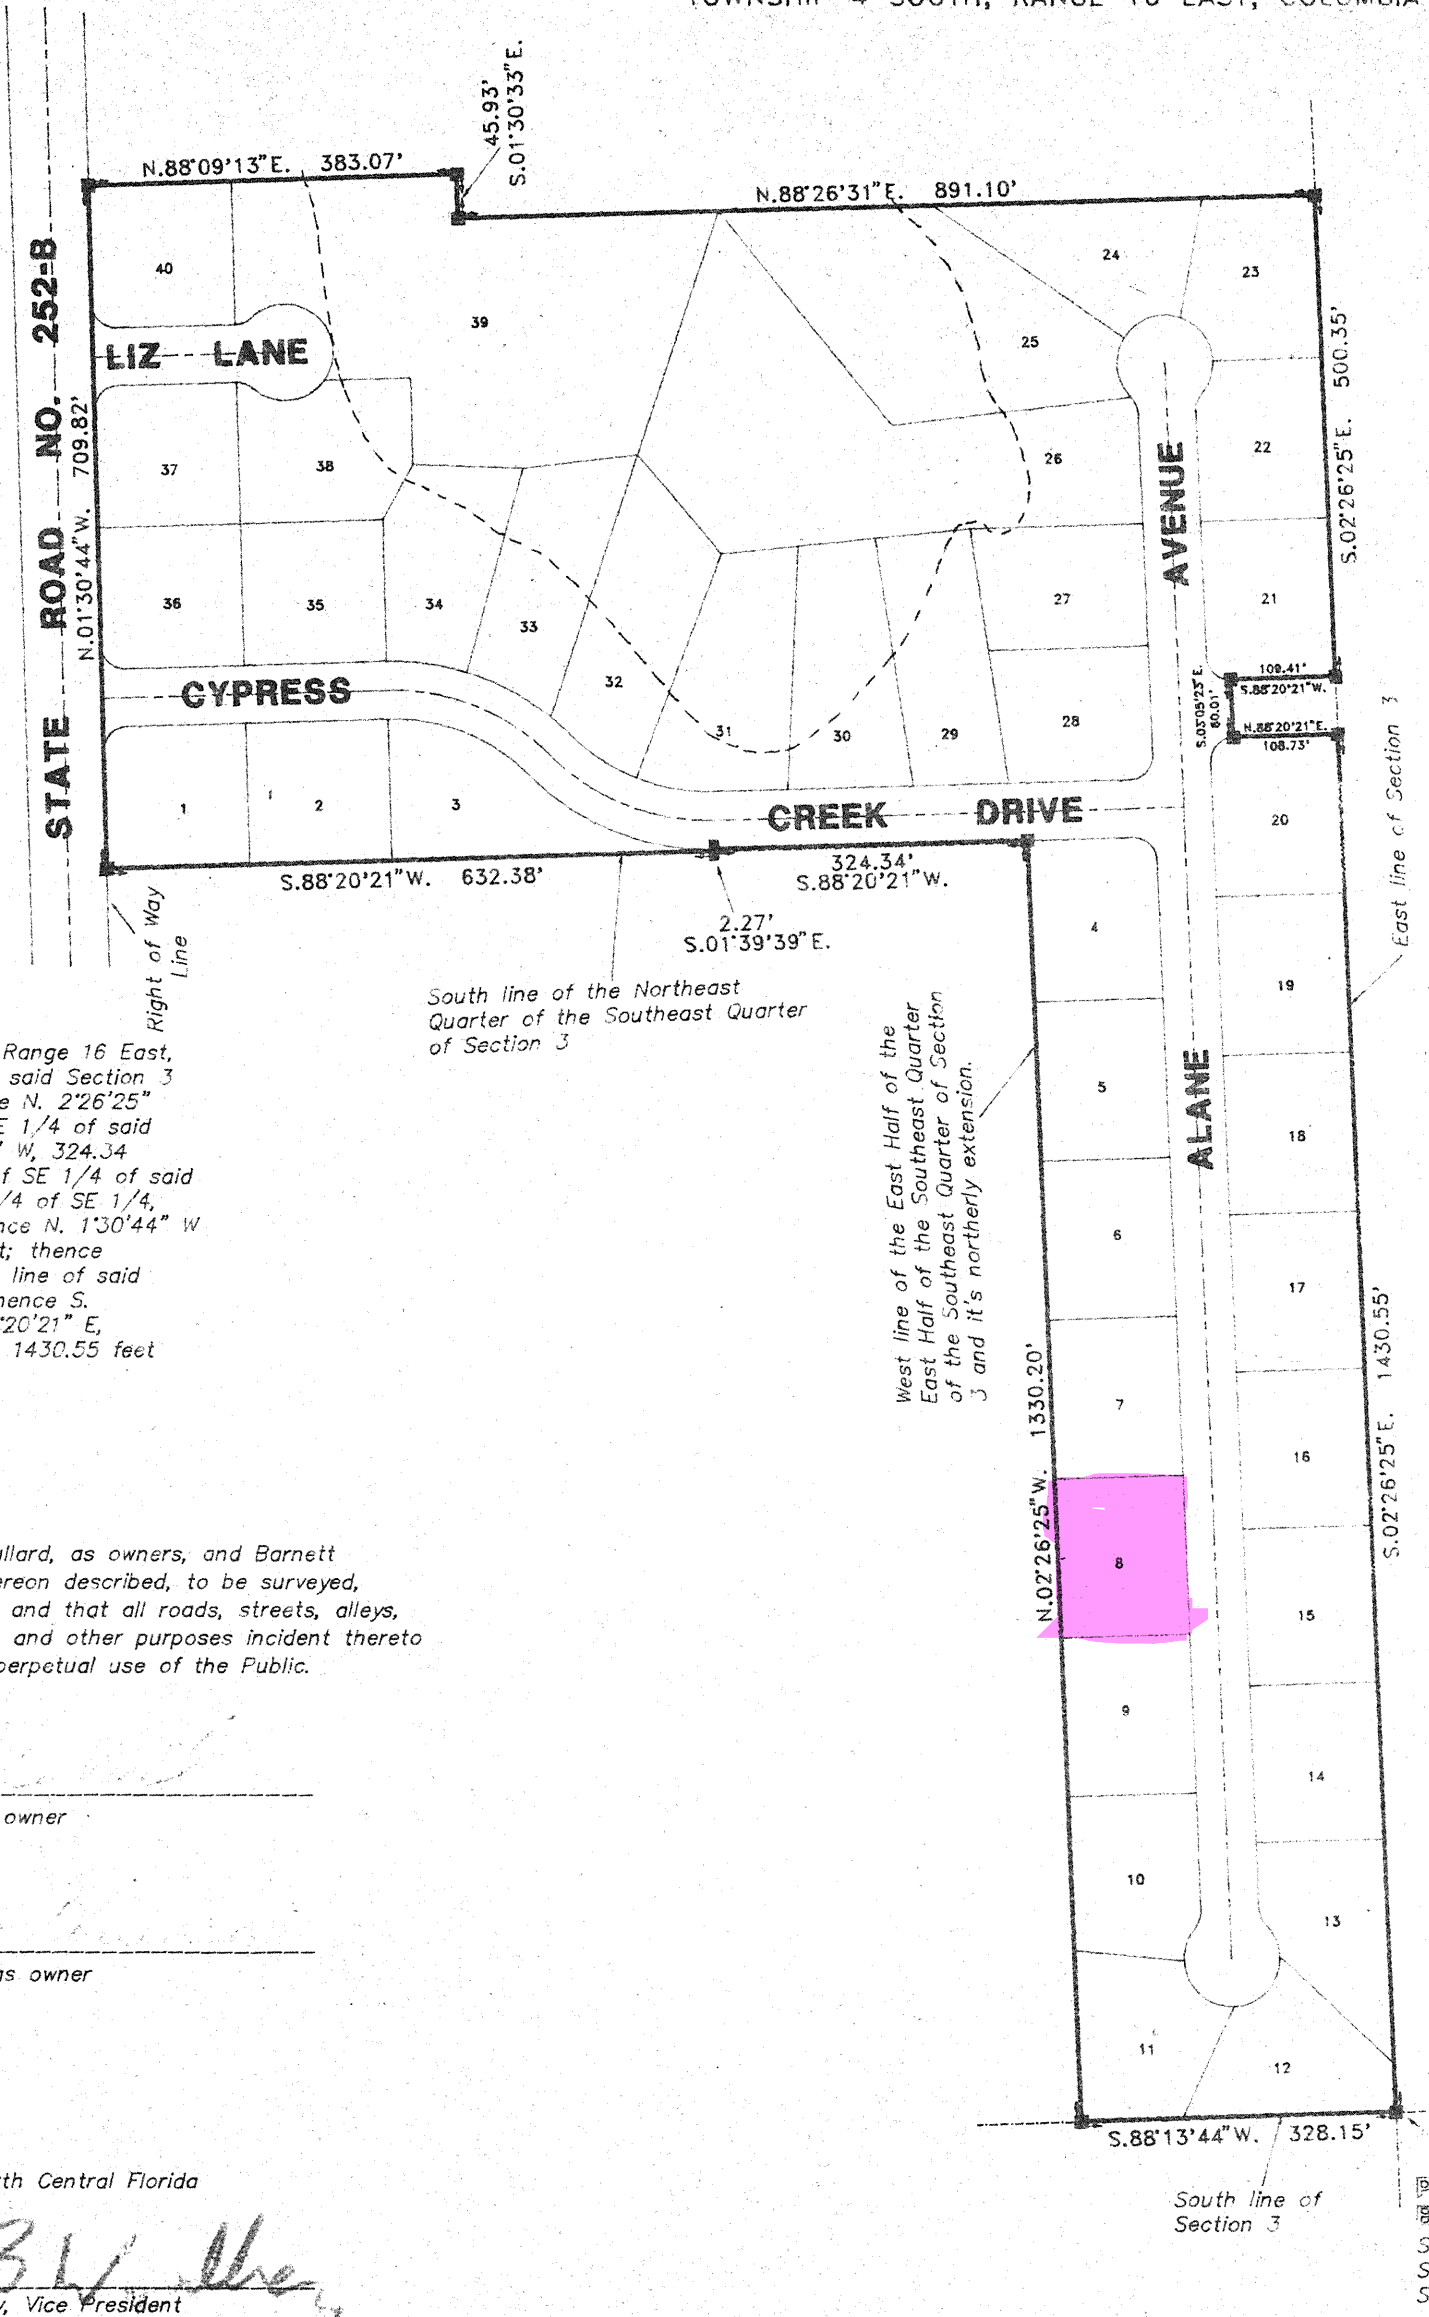 TOWNSHIP 4 SOUTH, RANGE 16 EAST, COLUMBIA
45.93'
S.01°30'33"E.
N.88°09'13"E. 383.07'
N.88°26'31"E. 891.10'
STATE ROAD NO. 252-B
N.01°30'44"W. 709.82'
40
39
24
23
25
LIZ LANE
37
38
26
22
S.02°26'25"E. 500.35'
AVENUE
36
35
34
33
27
21
32
31
30
29
28
109.41'
S.88°20'21"W.
S.03°05'23"E.
60.01'
N.88°20'21"E.
108.73'
CYPRESS
CREEK DRIVE
1
2
3
20
S.88°20'21"W. 632.38'
324.34'
S.88°20'21"W.
2.27'
S.01°39'39"E.
Right of Way
Line
East line of Section 3
South line of the Northeast
Quarter of the Southeast Quarter
of Section 3
4
19
5
18
ALANE
West line of the East Half of the
East Half of the Southeast Quarter
of the Southeast Quarter of Section
3 and it's northerly extension.
Range 16 East,
said Section 3
e N. 2°26'25"
E 1/4 of said
W, 324.34
f SE 1/4 of said
/4 of SE 1/4,
nce N. 1°30'44" W
t; thence
line of said
hence S.
°20'21" E,
1430.55 feet
6
17
7
16
N.02°26'25"W. 1330.20'
S.02°26'25"E. 1430.55'
8
15
9
14
10
13
11
12
llard, as owners, and Barnett
ereon described, to be surveyed,
and that all roads, streets, alleys,
and other purposes incident thereto
perpetual use of the Public.
owner
as owner
S.88°13'44"W. 328.15'
South line of
Section 3
rth Central Florida
y, Vice President
S
S
S